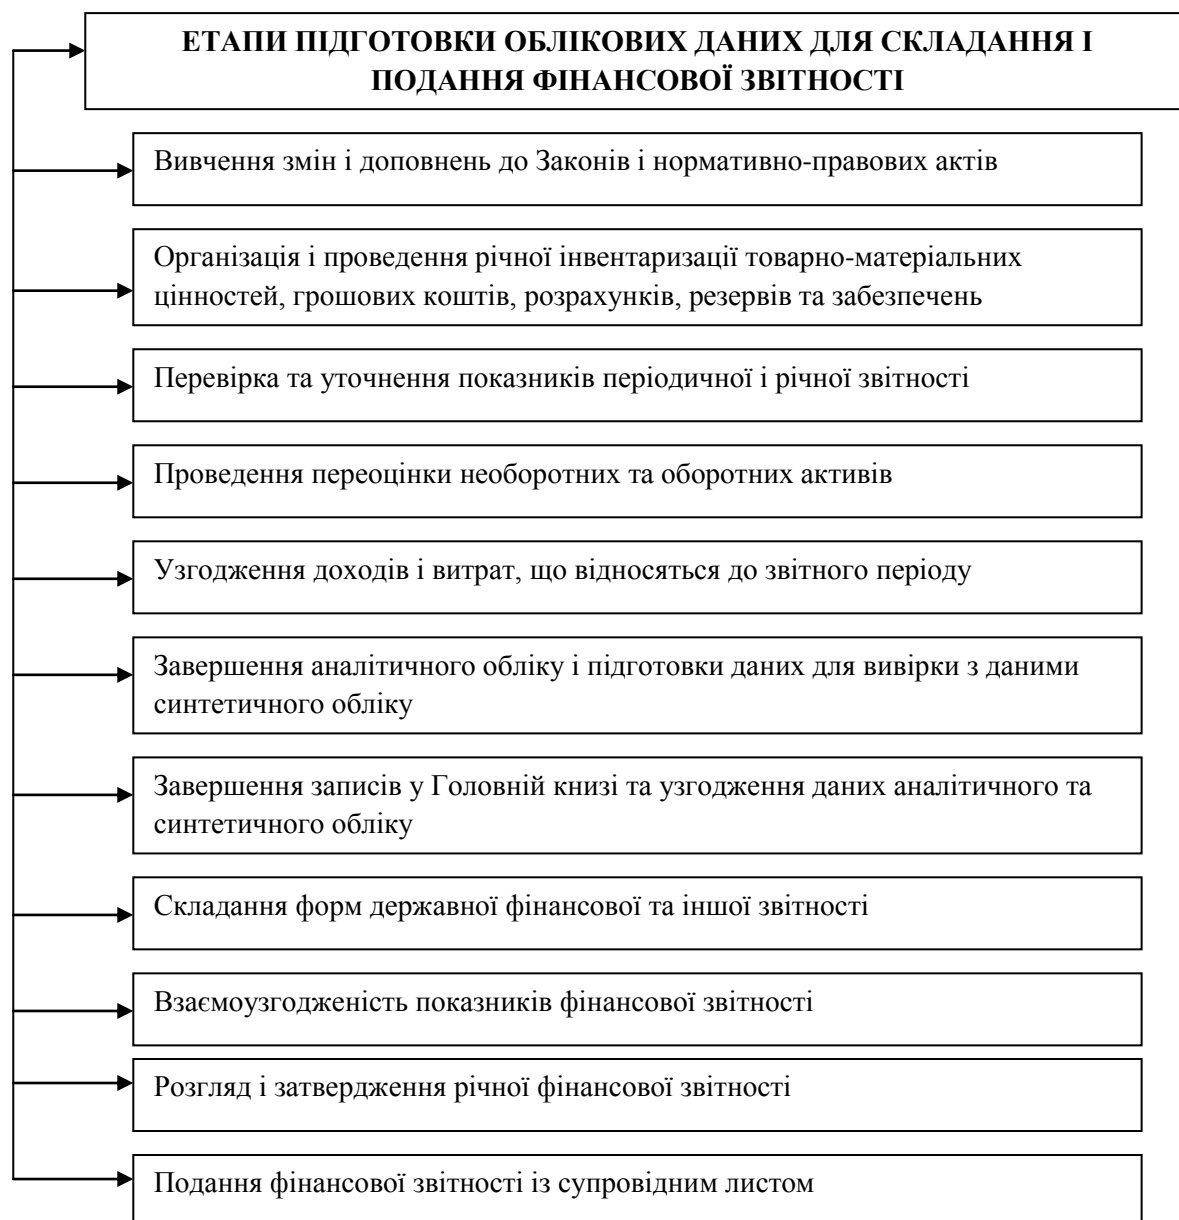 ЕТАПИ ПІДГОТОВКИ ОБЛІКОВИХ ДАНИХ ДЛЯ СКЛАДАННЯ І
ПОДАННЯ ФІНАНСОВОЇ ЗВІТНОСТІ
Вивчення змін і доповнень до Законів і нормативно-правових актів
Організація і проведення річної інвентаризації товарно-матеріальних
цінностей, грошових коштів, розрахунків, резервів та забезпечень
Перевірка та уточнення показників періодичної і річної звітності
Проведення переоцінки необоротних та оборотних активів
Узгодження доходів і витрат, що відносяться до звітного періоду
Завершення аналітичного обліку і підготовки даних для вивірки з даними
синтетичного обліку
Завершення записів у Головній книзі та узгодження даних аналітичного та
синтетичного обліку
Складання форм державної фінансової та іншої звітності
Взаємоузгодженість показників фінансової звітності
Розгляд і затвердження річної фінансової звітності
Подання фінансової звітності із супровідним листом